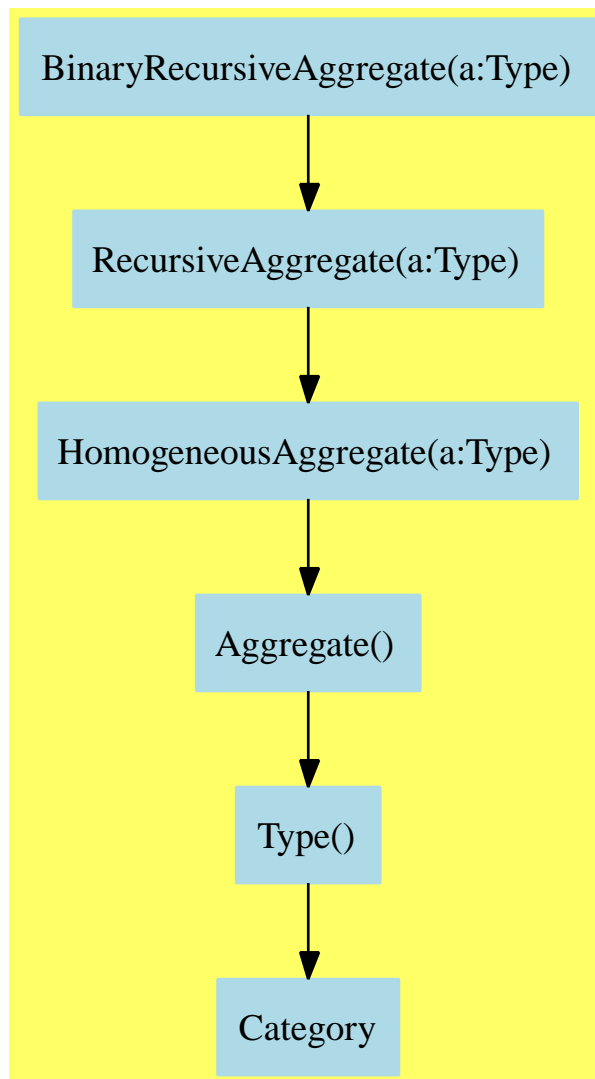 BinaryRecursiveAggregate(a:Type)
RecursiveAggregate(a:Type)
HomogeneousAggregate(a:Type)
Aggregate()
Type()
Category